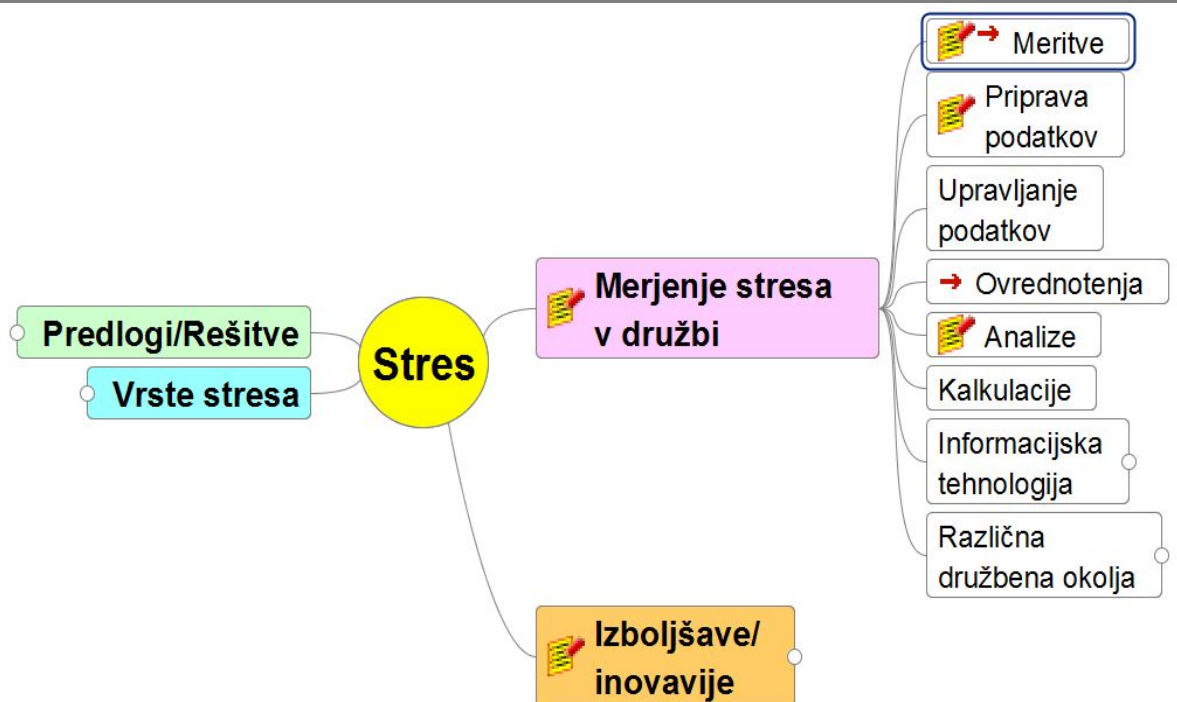 Stres
Predlogi/Rešitve
Vrste stresa
Merjenje stresa
v družbi
Meritve
Priprava
podatkov
Upravljanje
podatkov
Ovrednotenja
Analize
Kalkulacije
Informacijska
tehnologija
Različna
družbena okolja
Izboljšave/
inovavije